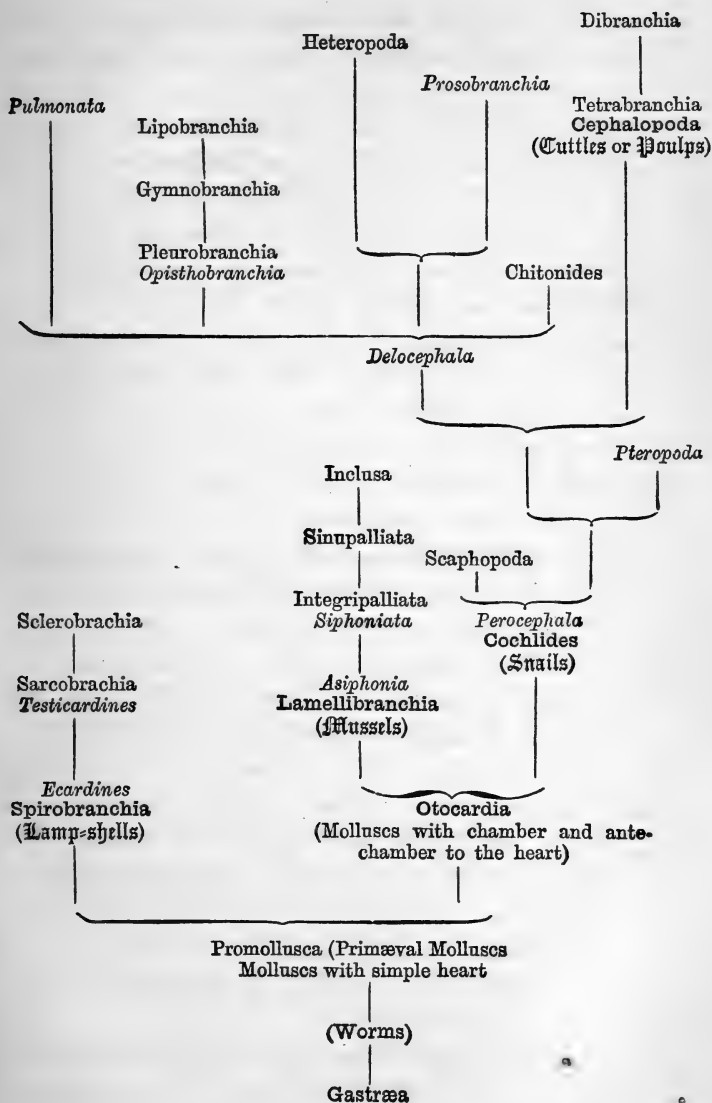 Dibranchia
Heteropoda
Prosobranchia
Pulmonata
Tetrabranchia
Lipobranchia
Cephalopoda
(Cuttles or Poulps)
Gymnobranchia
Pleurobranchia
Opisthobranchia
Chitonides
Delocephala
Pteropoda
Inclusa
Sinupalliata
Scaphopoda
Integripalliata
Siphoniata
Perocephala
Cochlides
(Snails)
Sclerobrachia
Sarcobrachia
Testicardines
Asiphonia
Lamellibranchia
(Mussels)
Ecardines
Spirobranchia
(Lamp-shells)
Otocardia
(Molluscs with chamber and ante-
chamber to the heart)
Promollusca (Primæval Molluscs
Molluscs with simple heart
(Worms)
Gastræa